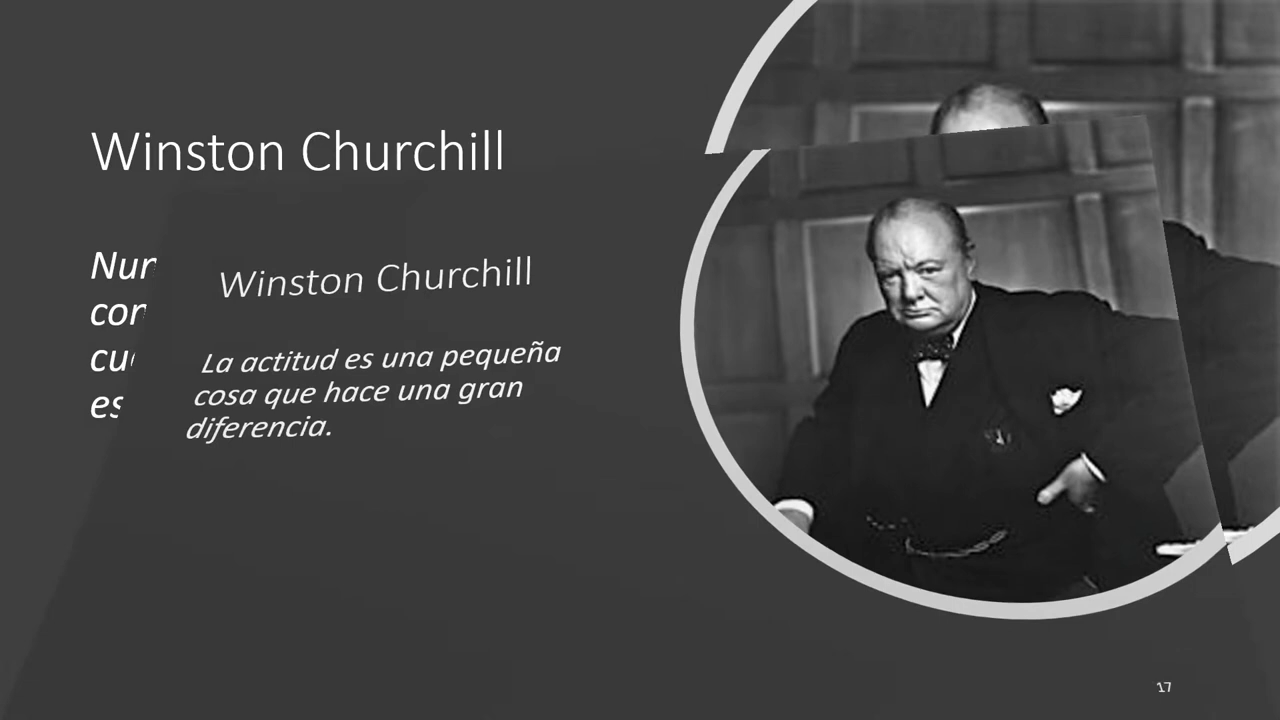 Winston Churchill
Winston Churchill
La actitud es una pequeña
cosa que hace una gran
diferencia.
17